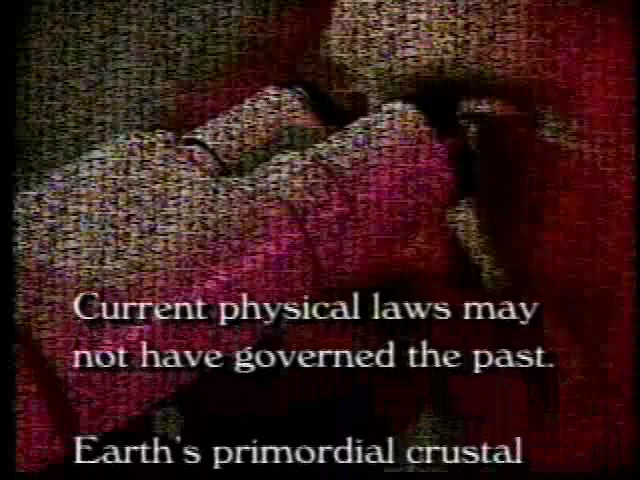 Current physical laws may
not have governed the past.
Earth's primordial crustal